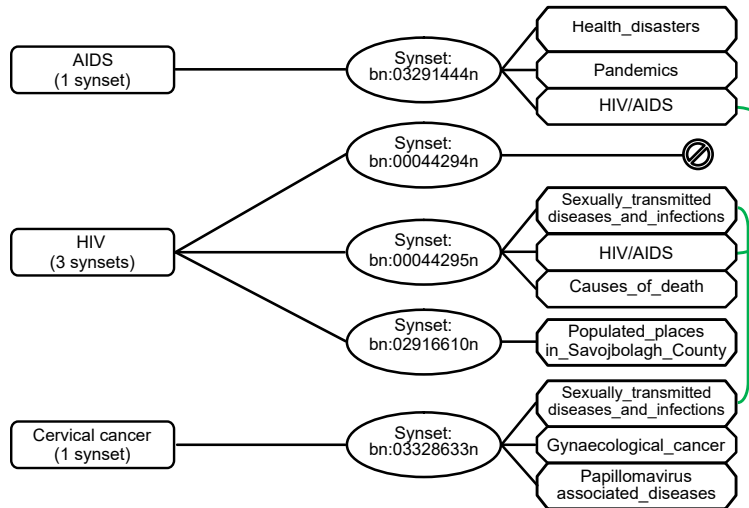 AIDS
(1 synset)
Synset:
bn:03291444n
Health_disasters
Pandemics
HIV/AIDS
HIV
(3 synsets)
Synset:
bn:00044294n
Synset:
bn:00044295n
Sexually_transmitted
diseases_and_infections
HIV/AIDS
Causes_of_death
Synset:
bn:02916610n
Populated_places
in_Savojbolagh_County
Cervical cancer
(1 synset)
Synset:
bn:03328633n
Sexually_transmitted
diseases_and_infections
Gynaecological_cancer
Papillomavirus
associated_diseases